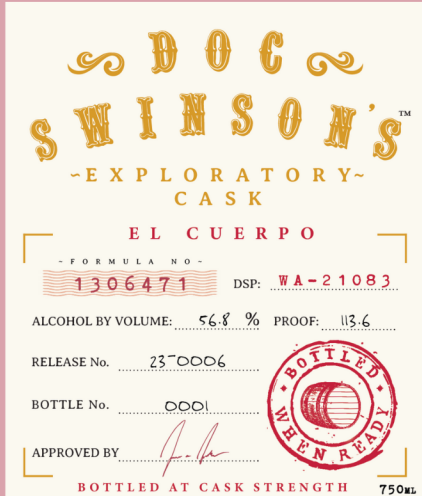 DOC
SWINSON'S™
~EXPLORATORY~
CASK
EL CUERPO
~FORMULA NO~
1306471
DSP: WA-21083
ALCOHOL BY VOLUME: 56.8 % PROOF: 113.6
RELEASE No. 23-0006
BOTTLE No. 0001
BOTTLED
WHEN READY
APPROVED BY
BOTTLED AT CASK STRENGTH
750ML